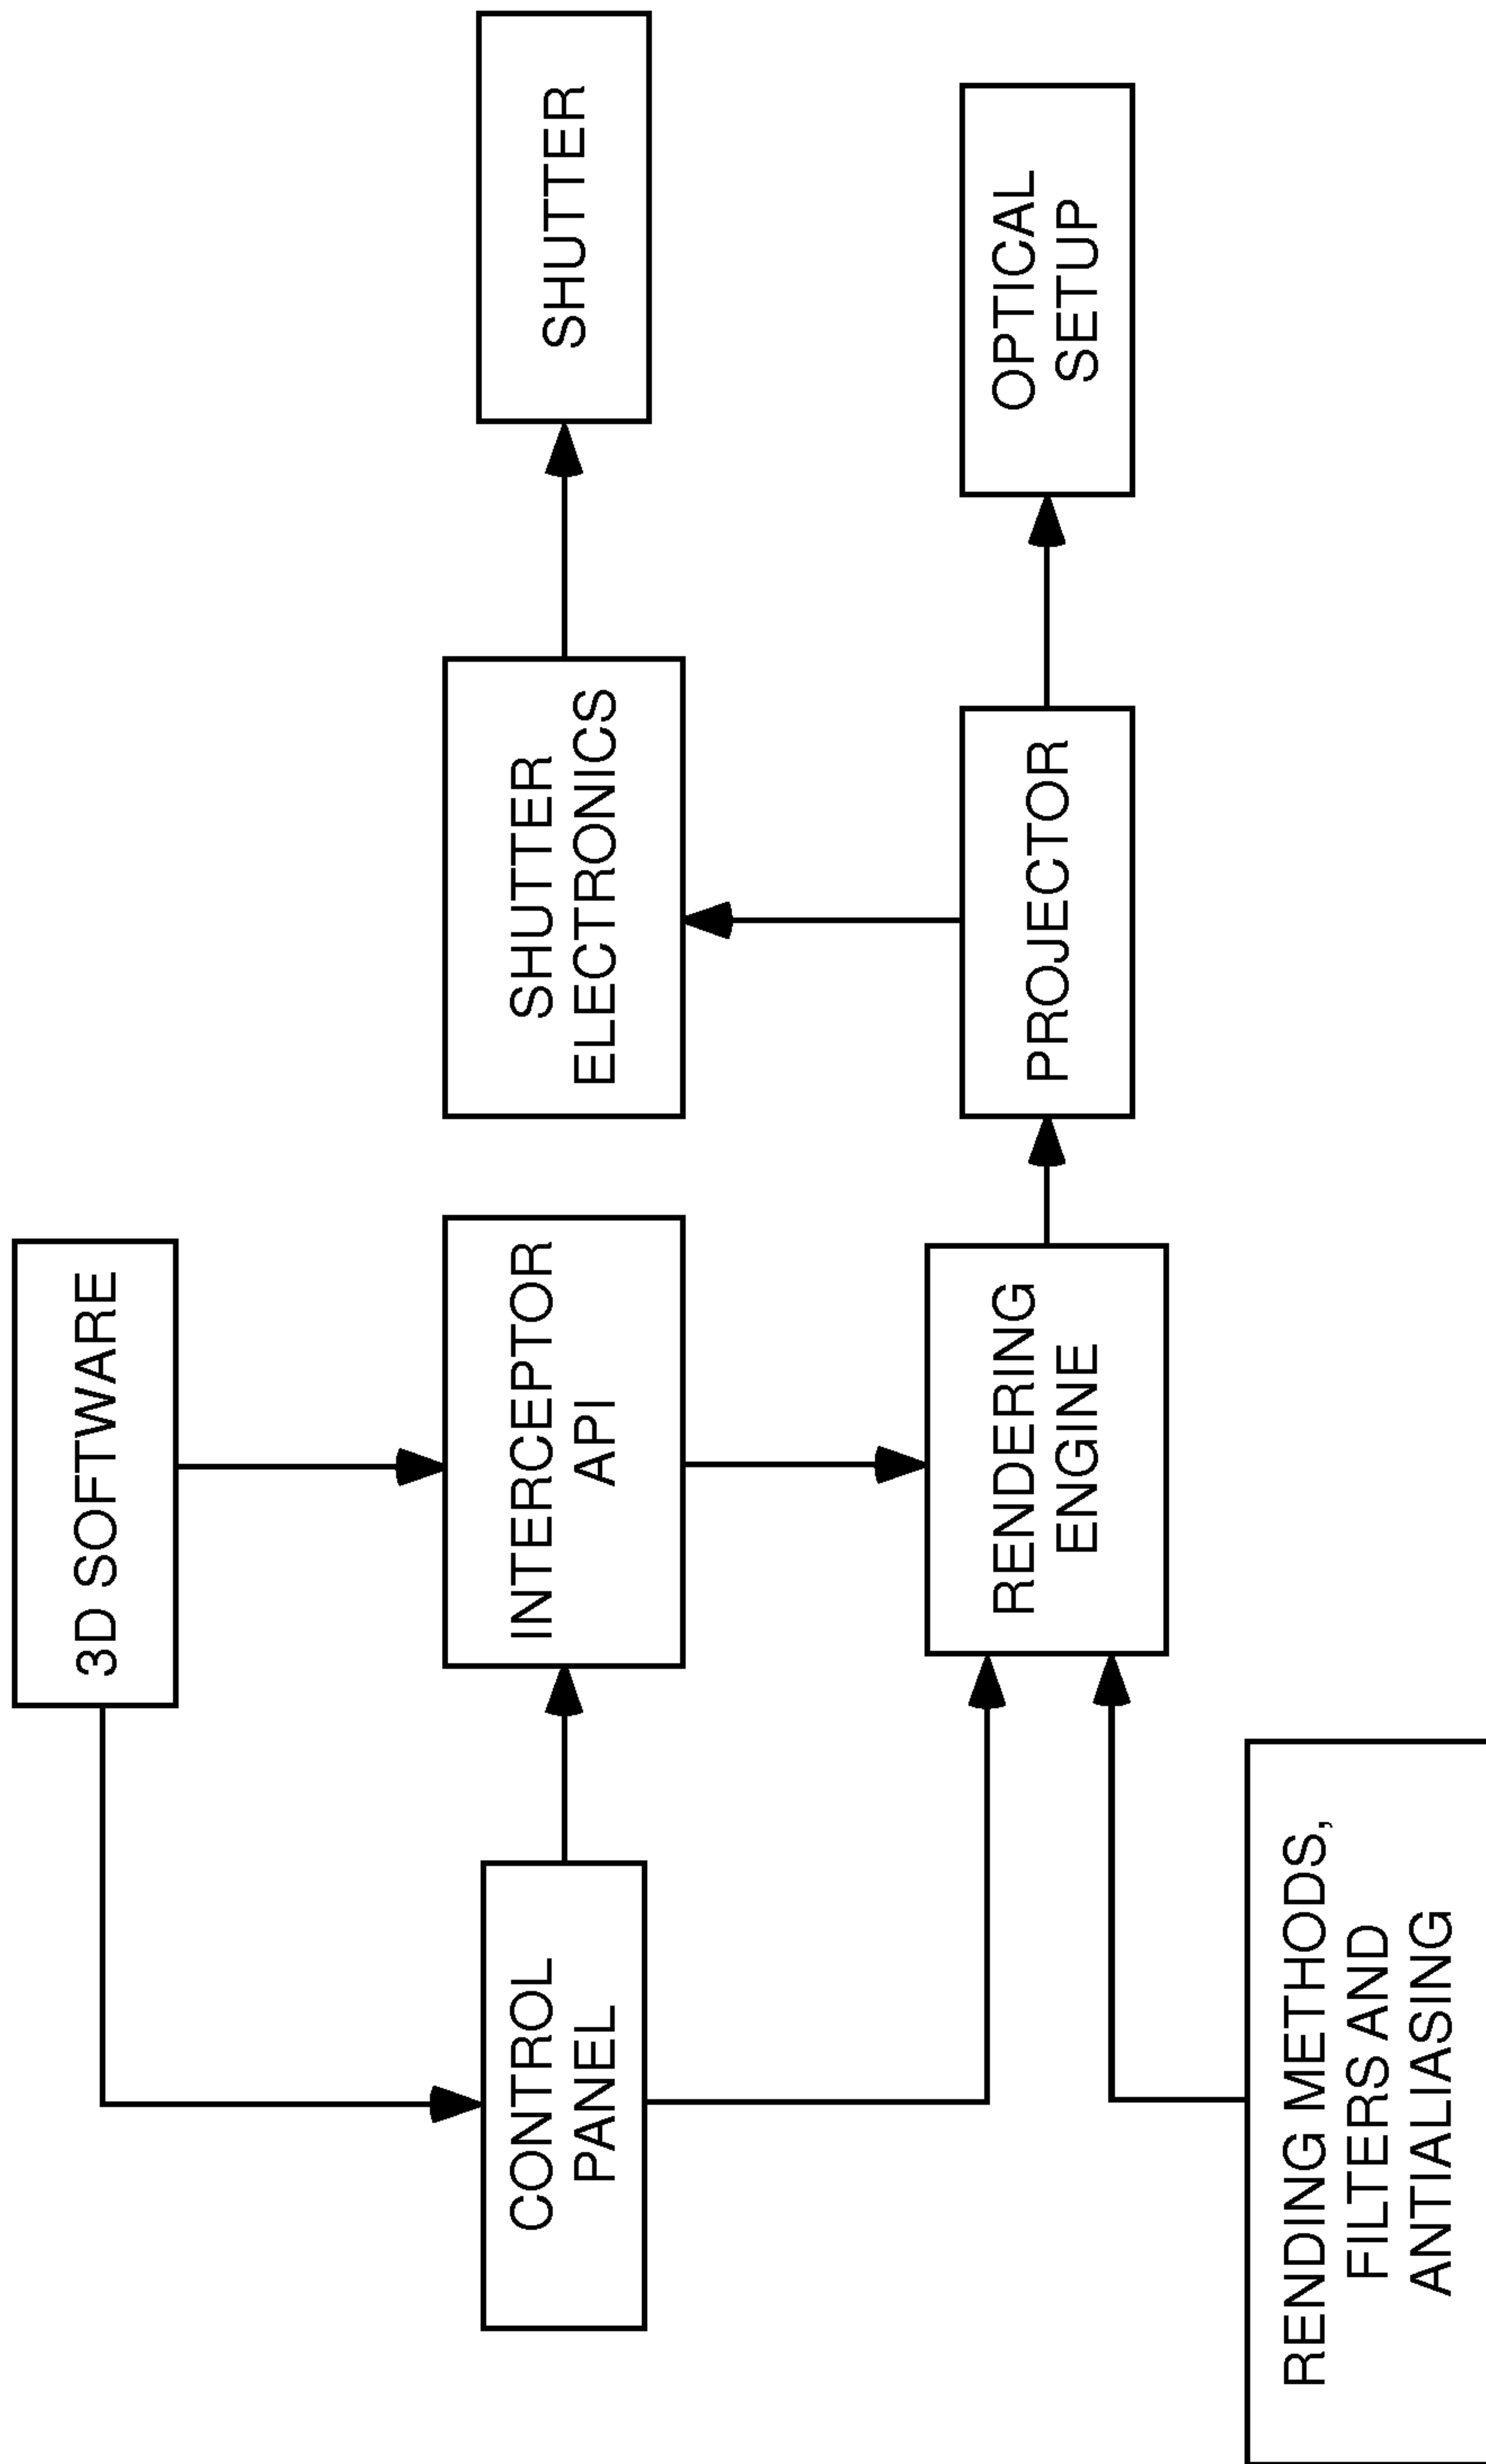 3D SOFTWARE
CONTROL
PANEL
INTERCEPTOR
API
SHUTTER
ELECTRONICS
SHUTTER
RENDING METHODS,
FILTERS AND
ANTIALIASING
RENDERING
ENGINE
PROJECTOR
OPTICAL
SETUP